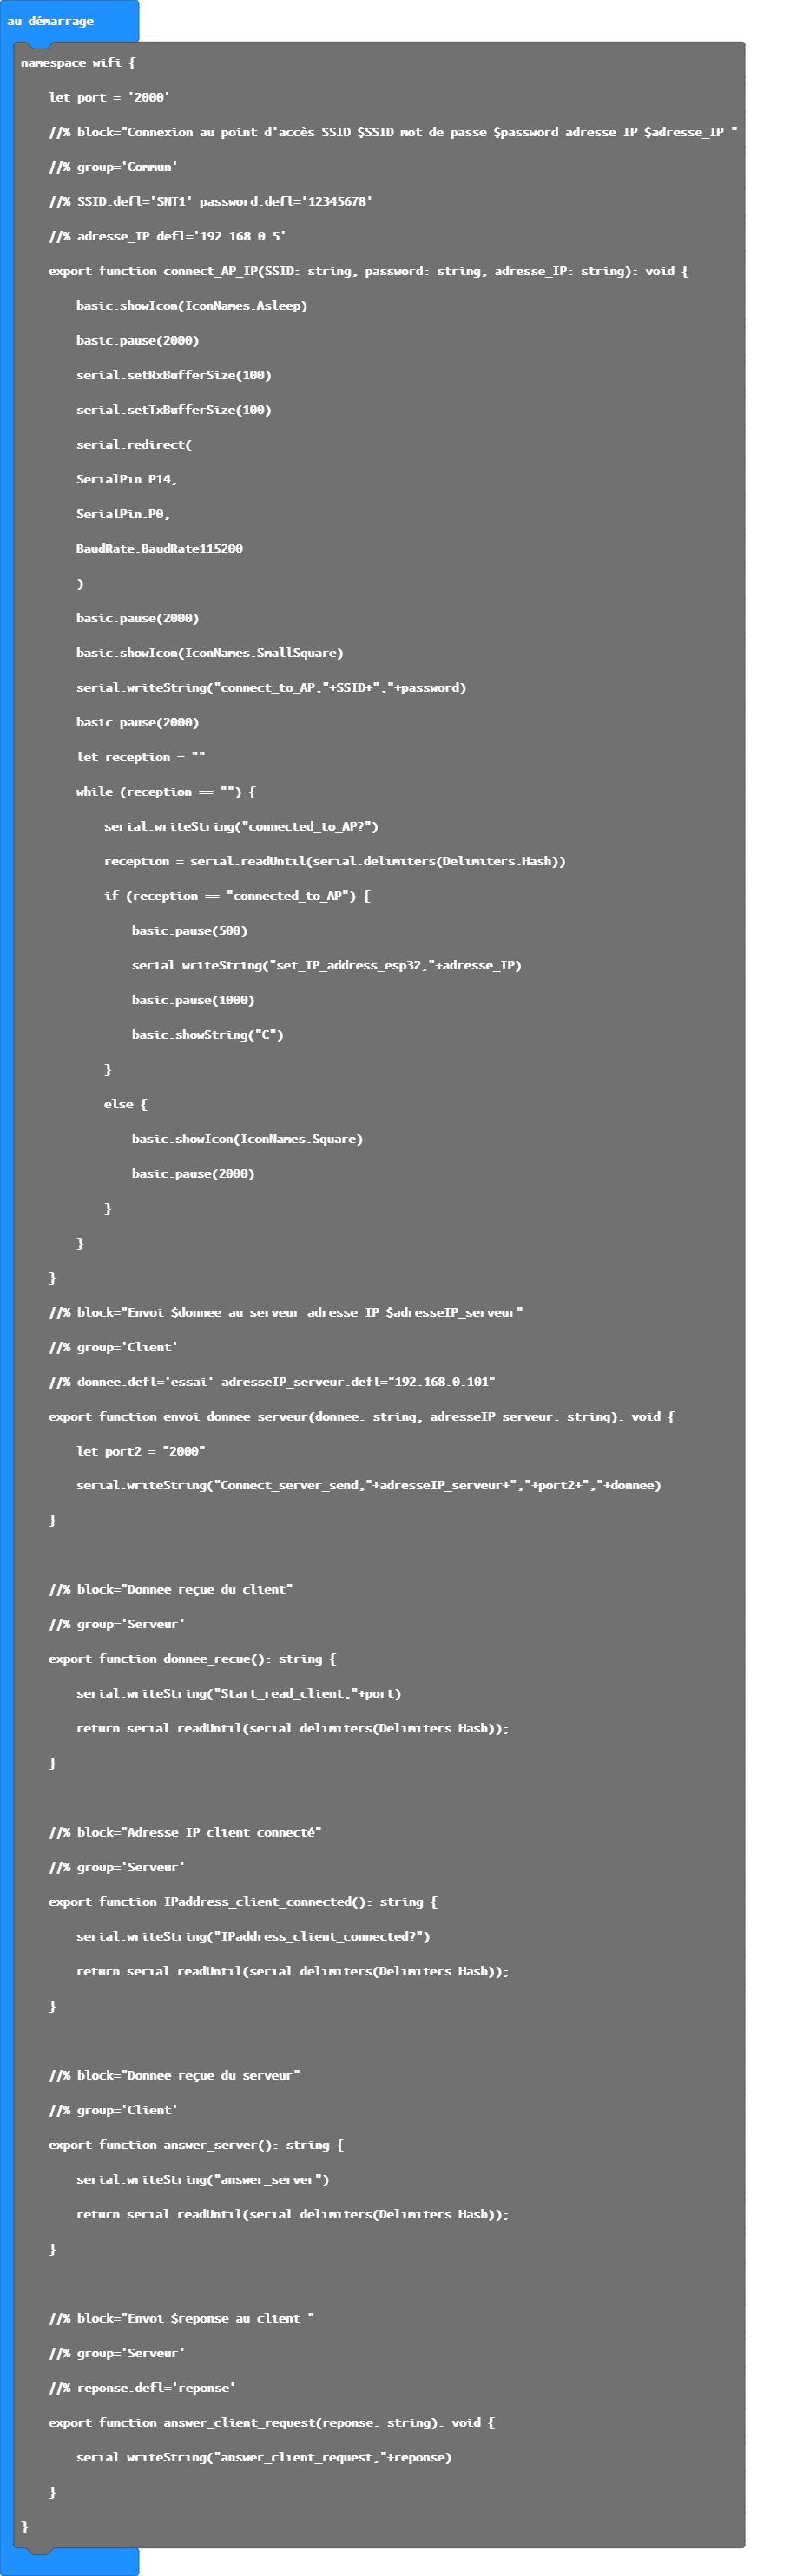 au démarrage
namespace wifi {
let port = '2000'
//% block="Connexion au point d'accès SSID $SSID mot de passe $password adresse IP $adresse_IP "
//% group='Commun'
//% SSID.defl='SNT1' password.defl='12345678'
//% adresse_IP.defl='192.168.0.5'
export function connect_AP_IP(SSID: string, password: string, adresse_IP: string): void {
basic.showIcon(IconNames.Asleep)
basic.pause(2000)
serial.setRxBufferSize(100)
serial.setTxBufferSize(100)
serial.redirect(
SerialPin.P14,
SerialPin.P0,
BaudRate.BaudRate115200
)
basic.pause(2000)
basic.showIcon(IconNames.SmallSquare)
serial.writeString("connect_to_AP,"+SSID+","+password)
basic.pause(2000)
let reception = ""
while (reception == "") {
serial.writeString("connected_to_AP?")
reception = serial.readUntil(serial.delimiters(Delimiters.Hash))
if (reception == "connected_to_AP") {
basic.pause(500)
serial.writeString("set_IP_address_esp32,"+adresse_IP)
basic.pause(1000)
basic.showString("C")
}
else {
basic.showIcon(IconNames.Square)
basic.pause(2000)
}
}
}
//% block="Envoi $donnee au serveur adresse IP $adresseIP_serveur"
//% group='Client'
//% donnee.defl='essai' adresseIP_serveur.defl="192.168.0.101"
export function envoi_donnee_serveur(donnee: string, adresseIP_serveur: string): void {
let port2 = "2000"
serial.writeString("Connect_server_send,"+adresseIP_serveur+","+port2+","+donnee)
}
//% block="Donnee reçue du client"
//% group='Serveur'
export function donnee_recue(): string {
serial.writeString("Start_read_client,"+port)
return serial.readUntil(serial.delimiters(Delimiters.Hash));
}
//% block="Adresse IP client connecté"
//% group='Serveur'
export function IPaddress_client_connected(): string {
serial.writeString("IPaddress_client_connected?")
return serial.readUntil(serial.delimiters(Delimiters.Hash));
}
//% block="Donnee reçue du serveur"
//% group='Client'
export function answer_server(): string {
serial.writeString("answer_server")
return serial.readUntil(serial.delimiters(Delimiters.Hash));
}
//% block="Envoi $reponse au client "
//% group='Serveur'
//% reponse.defl='reponse'
export function answer_client_request(reponse: string): void {
serial.writeString("answer_client_request,"+reponse)
}
}